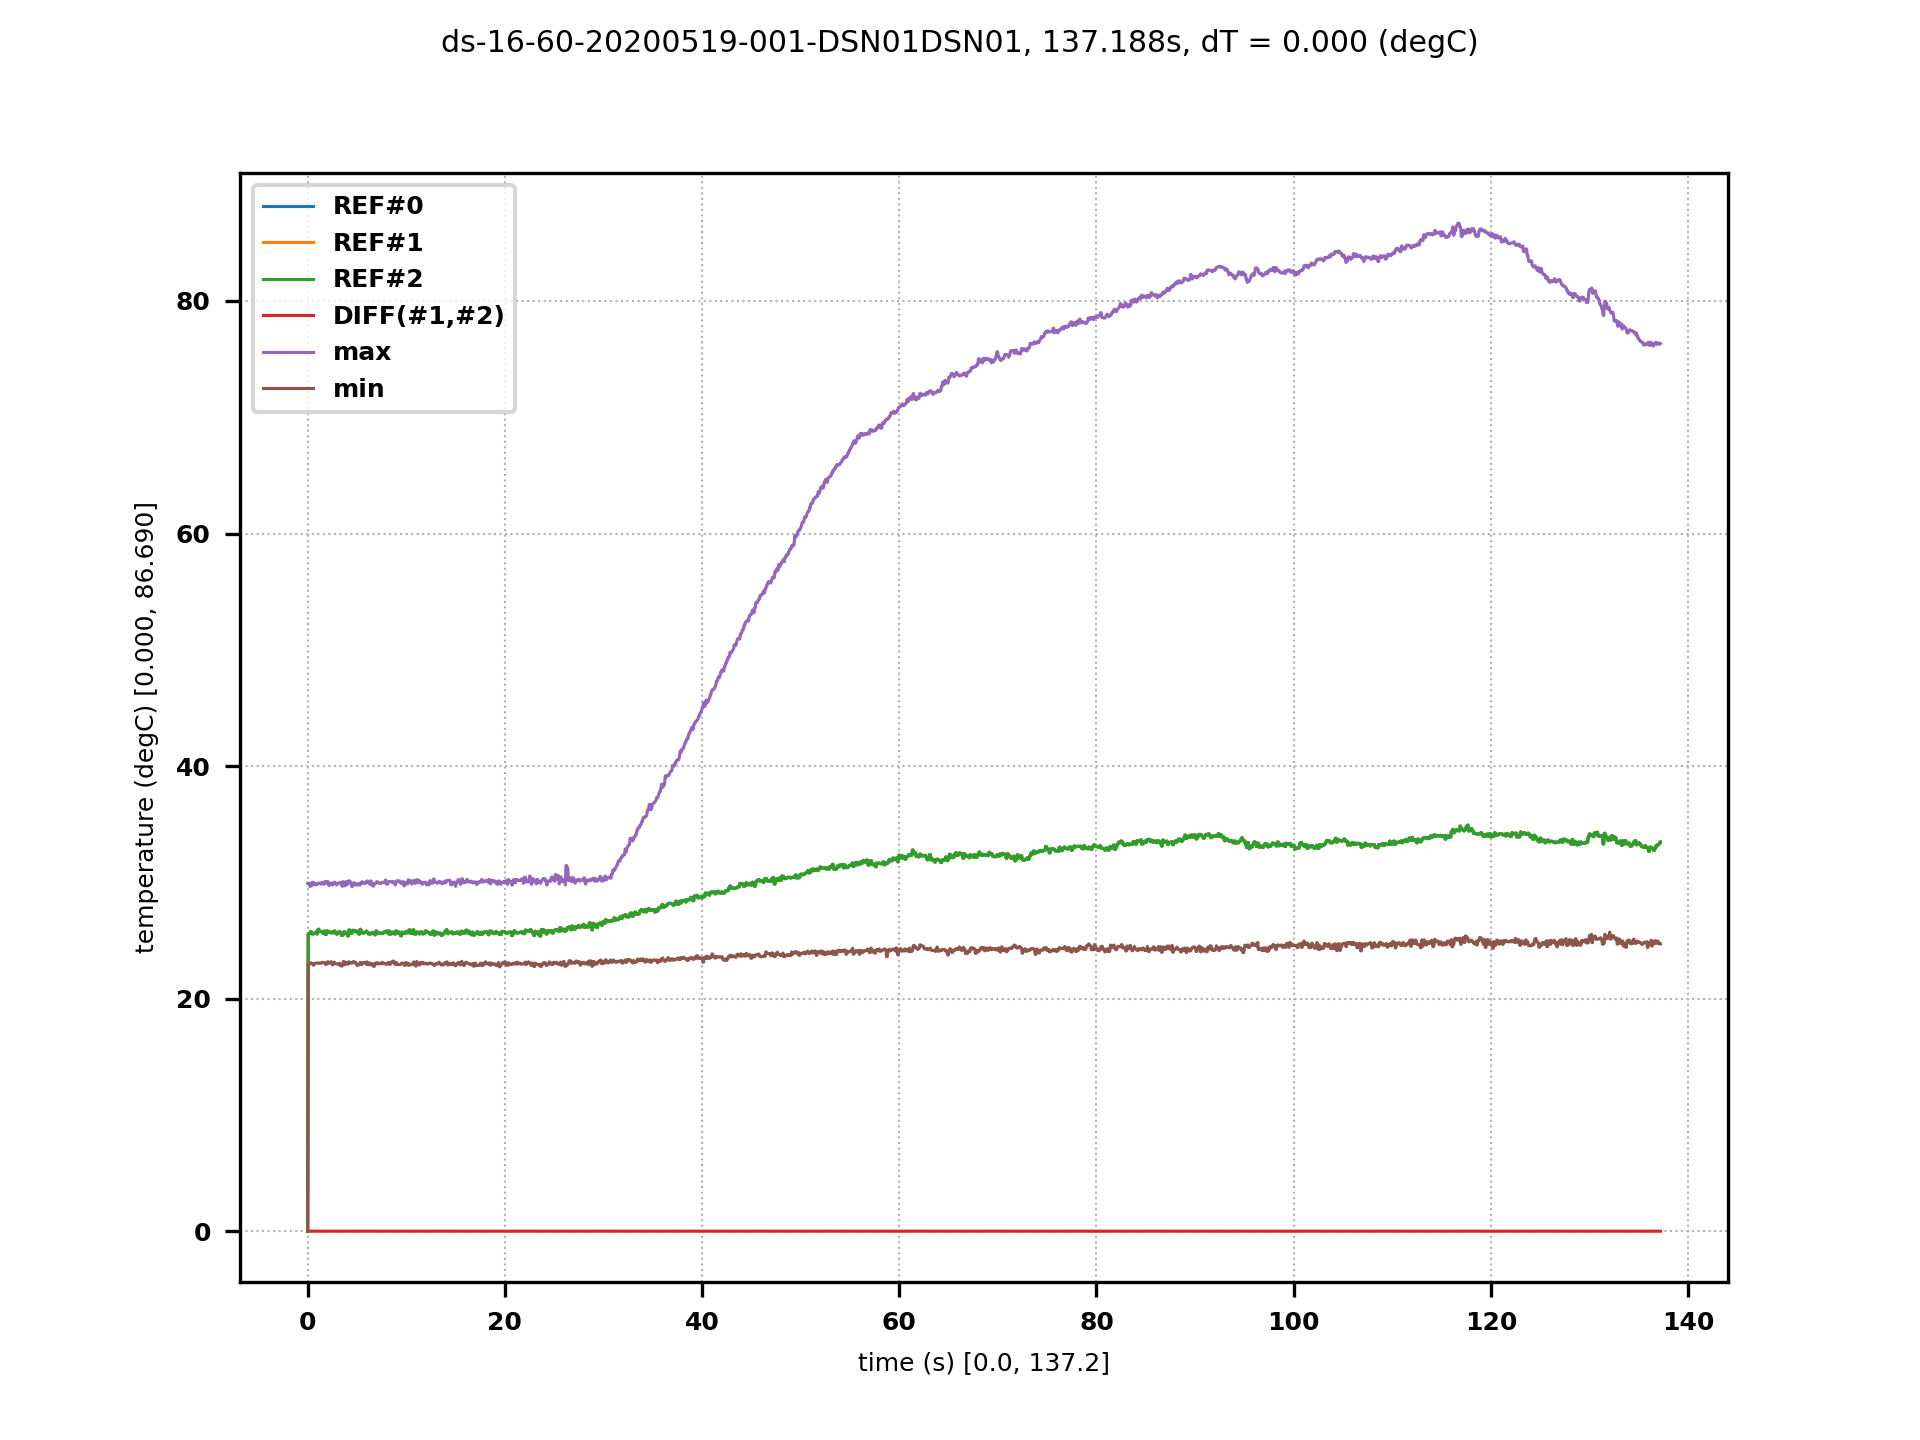 ds-16-60-20200519-001-DSN01DSN01, 137.188s, dT = 0.000 (degC)
REF#0
REF#1
REF#2
DIFF(#1,#2)
max
min
temperature (degC) [0.000, 86.690]
80
60
40
20
0
0 20 40 60 80 100 120 140
time (s) [0.0, 137.2]